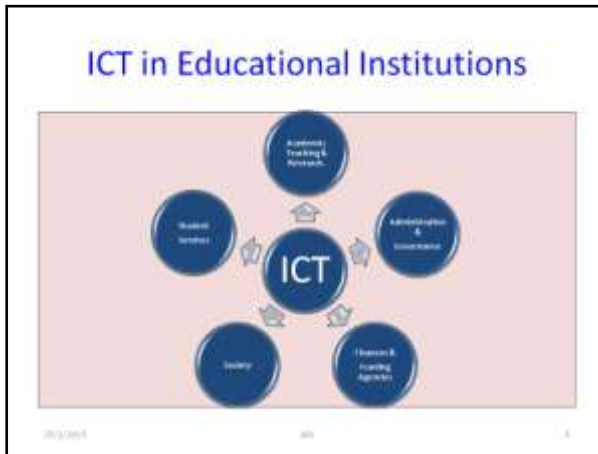 ICT in Educational Institutions
Academic
Teaching &
Research
Student
Services
Administration
&
Governance
ICT
Society
Finances &
Funding
Agencies